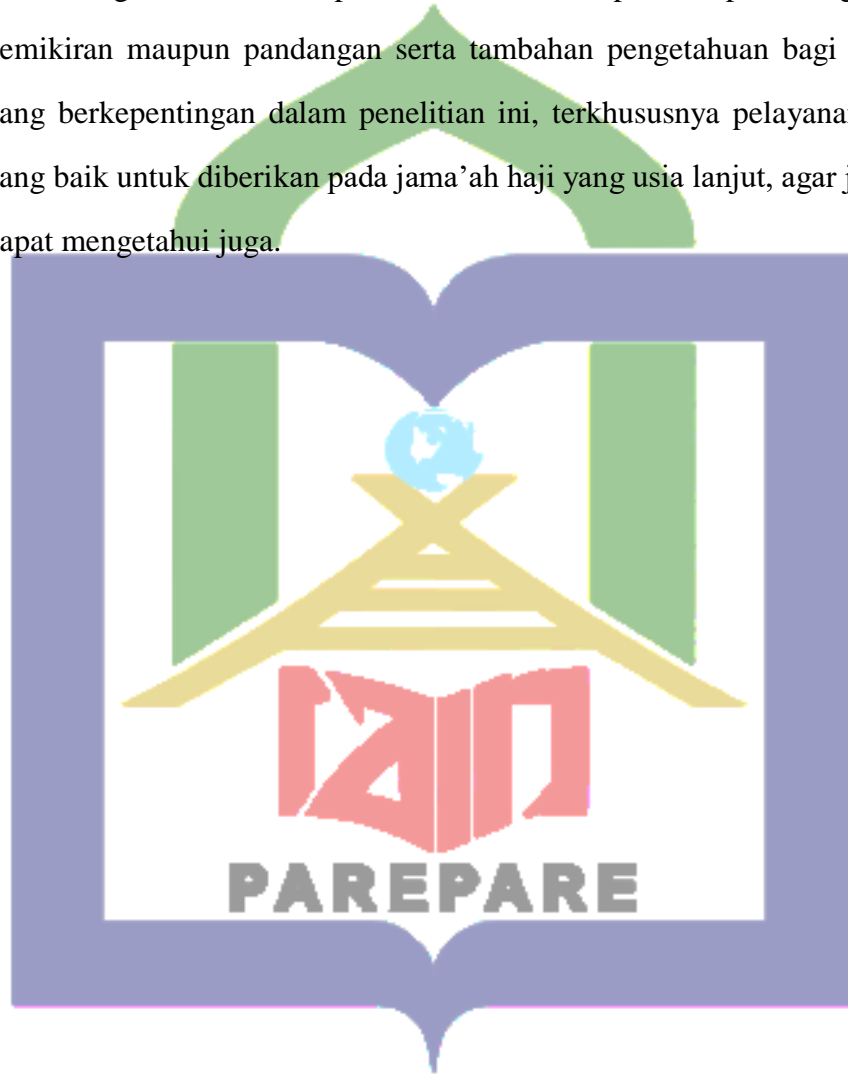 emikiran maupun pandangan serta tambahan pengetahuan bagi
ang berkepentingan dalam penelitian ini, terkhususnya pelayanan
ang baik untuk diberikan pada jama’ah haji yang usia lanjut, agar j
apat mengetahui juga.
iain
PAREPARE